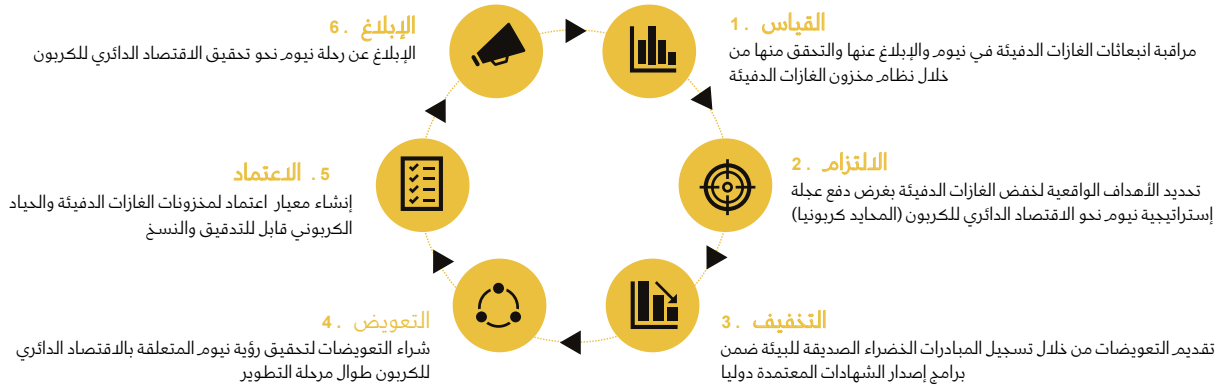 1. القياس
مراقبة انبعاثات الغازات الدفيئة في نيوم والإبلاغ عنها والتحقق منها من
خلال نظام مخزون الغازات الدفيئة
2. الالتزام
تحديد الأهداف الواقعية لخفض الغازات الدفيئة بغرض دفع عجلة
إستراتيجية نيوم نحو الاقتصاد الدائري للكربون (المحايد كربونيا)
3. التخفيف
تقديم التعويضات من خلال تسجيل المبادرات الخضراء الصديقة للبيئة ضمن
برامج إصدار الشهادات المعتمدة دوليا
4. التعويض
شراء التعويضات لتحقيق رؤية نيوم المتعلقة بالاقتصاد الدائري
للكربون طوال مرحلة التطوير
5. الاعتماد
إنشاء معيار اعتماد لمخزونات الغازات الدفيئة والحياد
الكربوني قابل للتدقيق والنسخ
6. الإبلاغ
الإبلاغ عن رحلة نيوم نحو تحقيق الاقتصاد الدائري للكربون